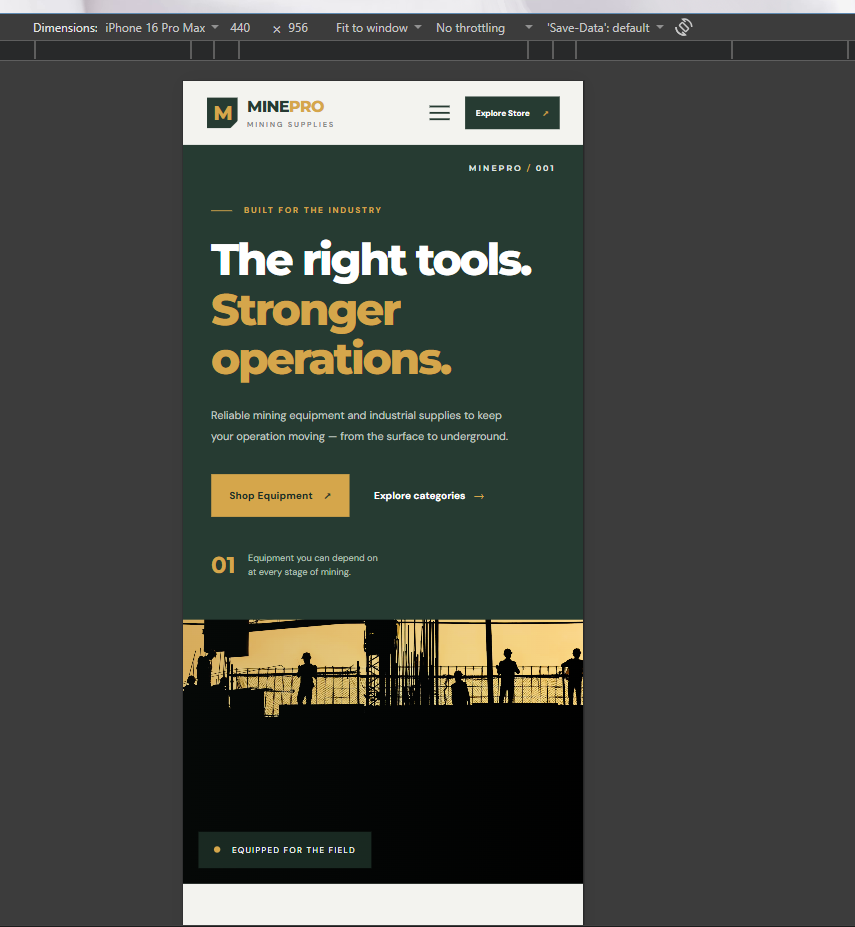 Dimensions: iPhone 16 Pro Max 440 × 956 Fit to window No throttling 'Save-Data': default
M MINEPRO
MINING SUPPLIES
Explore Store ↗
MINEPRO / 001
BUILT FOR THE INDUSTRY
The right tools.
Stronger
operations.
Reliable mining equipment and industrial supplies to keep
your operation moving — from the surface to underground.
Shop Equipment ↗ Explore categories →
01 Equipment you can depend on
at every stage of mining.
EQUIPPED FOR THE FIELD